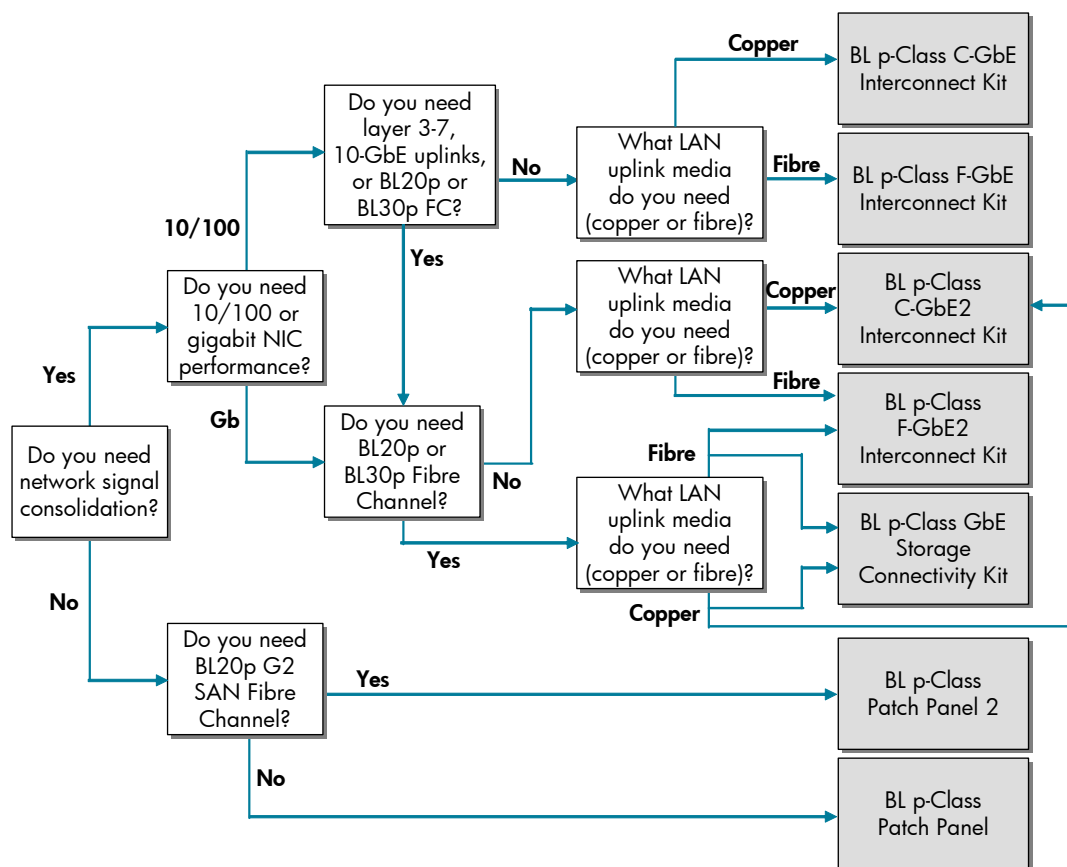 Do you need
network signal
consolidation?
Yes
No
Do you need
10/100 or
gigabit NIC
performance?
10/100
Gb
Do you need
layer 3-7,
10-GbE uplinks,
or BL20p or
BL30p FC?
No
Yes
Do you need
BL20p or
BL30p Fibre
Channel?
No
Yes
What LAN
uplink media
do you need
(copper or fibre)?
Copper
Fibre
What LAN
uplink media
do you need
(copper or fibre)?
Copper
Fibre
What LAN
uplink media
do you need
(copper or fibre)?
Fibre
Copper
Do you need
BL20p G2
SAN Fibre
Channel?
Yes
No
BL p-Class C-GbE
Interconnect Kit
BL p-Class F-GbE
Interconnect Kit
BL p-Class
C-GbE2
Interconnect Kit
BL p-Class
F-GbE2
Interconnect Kit
BL p-Class GbE
Storage
Connectivity Kit
BL p-Class
Patch Panel 2
BL p-Class
Patch Panel